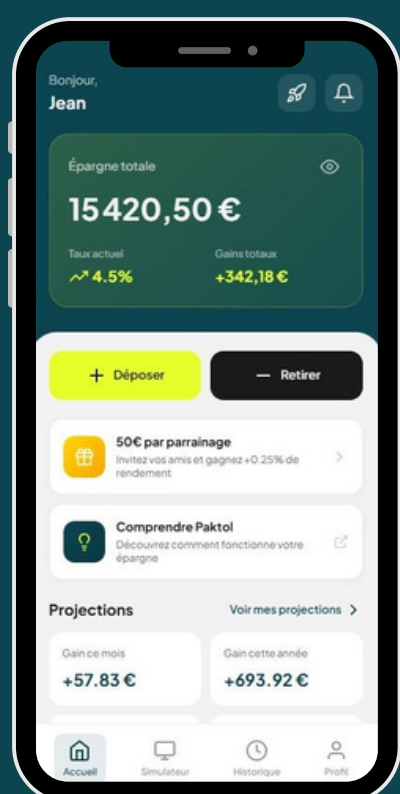 Bonjour,
Jean
Épargne totale
15 420,50 €
Taux actuel
Gains totaux
4.5%
+342,18 €
+ Déposer
— Retirer
50€ par parrainage
Invitez vos amis et gagnez +0.25% de
rendement
Comprendre Paktol
Découvrez comment fonctionne votre
épargne
Projections
Voir mes projections >
Gain ce mois
Gain cette année
+57.83 €
+693.92 €
Accueil
Simulateur
Historique
Profil